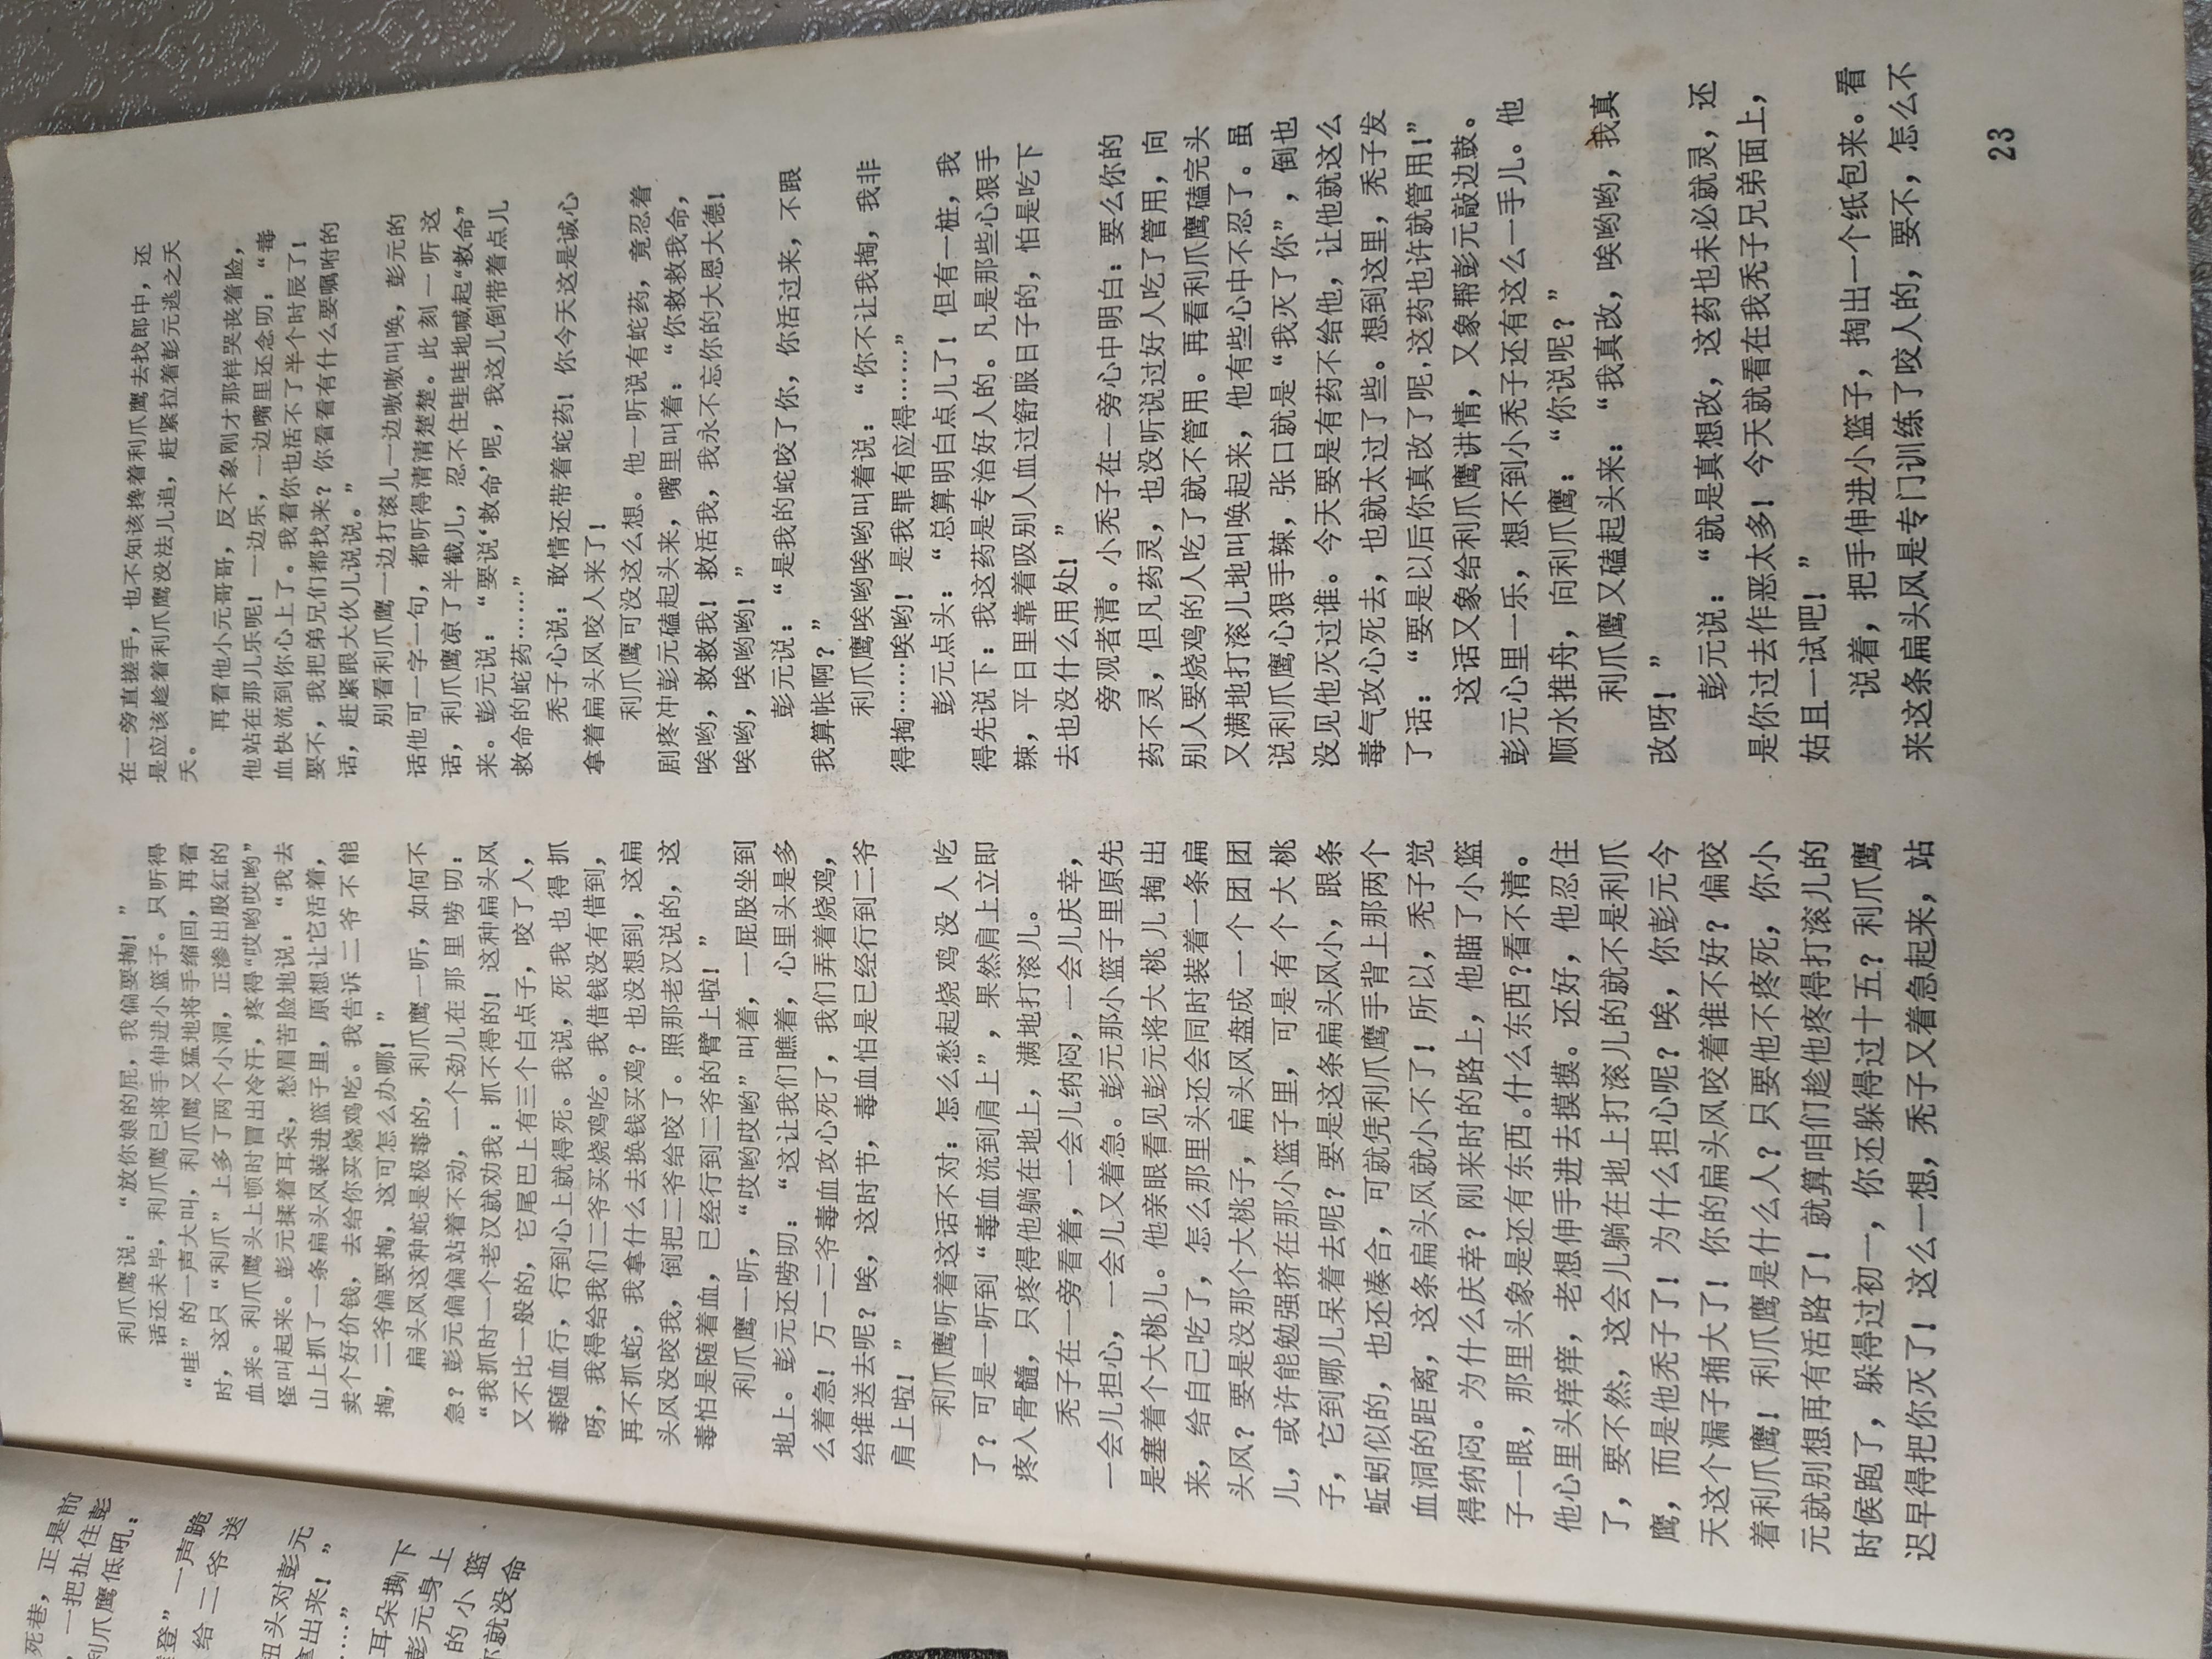 死巷，正是前
一把扯住彭
利爪鹰低吼：
登”一声跪
给二爷送
丑头对彭元
出来！”
……”
耳朵撕下
彭元身上
的小篮
就没命
利爪鹰说：“放你娘的屁，我偏要掏！”
话还未毕，利爪鹰已将手伸进小篮子。只听得
“哇”的一声大叫，利爪鹰又猛地将手缩回，再看
时，这只“利爪”上多了两个小洞，正渗出殷红的
血来。利爪鹰头上顿时冒出冷汗，疼得“哎哟哎哟”
怪叫起来。彭元揉着耳朵，愁眉苦脸地说：“我去
山上抓了一条扁头风装进篮子里，原想让它活着，
卖个好价钱，去给你买烧鸡吃。我告诉二爷不能
掏，二爷偏要掏，这可怎么办哪！”
扁头风这种蛇是极毒的，利爪鹰一听，如何不
急？彭元偏偏站着不动，一个劲儿在那里唠叨：
“我抓时一个老汉就劝我：抓不得的！这种扁头风
又不比一般的，它尾巴上有三个白点子，咬了人，
毒随血行，行到心上就得死。我说，死我也得抓
呀，我得给我们二爷买烧鸡吃。我借钱没有借到，
再不抓蛇，我拿什么去换钱买鸡？也没想到，这扁
头风没咬我，倒把二爷给咬了。照那老汉说的，这
毒怕是随着血，已经行到二爷的臂上啦！”
利爪鹰一听，“哎哟哎哟”叫着，一屁股坐到
地上。彭元还唠叨：“这让我们瞧着，心里头是多
么着急！万一二爷毒血攻心死了，我们弄着烧鸡，
给谁送去呢？唉，这时节，毒血怕是已经行到二爷
肩上啦！”
利爪鹰听着这话不对：怎么愁起烧鸡没人吃
了？可是一听到“毒血流到肩上”，果然肩上立即
疼入骨髓，只疼得他躺在地上，满地打滚儿。
秃子在一旁看着，一会儿纳闷，一会儿庆幸，
一会儿担心，一会儿又着急。彭元那小篮子里原先
是塞着个大桃儿。他亲眼看见彭元将大桃儿掏出
来，给自己吃了，怎么那里头还会同时装着一条扁
头风？要是没那个大桃子，扁头风盘成一个团团
儿，或许能勉强挤在那小篮子里，可是有个大桃
子，它到哪儿呆着去呢？要是这条扁头风小，跟条
蚯蚓似的，也还凑合，可就凭利爪鹰手背上那两个
血洞的距离，这条扁头风就小不了！所以，秃子觉
得纳闷。为什么庆幸？刚来时的路上，他瞄了小篮
子一眼，那里头象是还有东西。什么东西？看不清。
他心里头痒痒，老想伸手进去摸摸。还好，他忍住
了，要不然，这会儿躺在地上打滚儿的就不是利爪
鹰，而是他秃子了！为什么担心呢？唉，你彭元今
天这个漏子捅大了！你的扁头风咬着谁不好？偏咬
着利爪鹰！利爪鹰是什么人？只要他不疼死，你小
元就别想再有活路了！就算咱们趁他疼得打滚儿的
时侯跑了，躲得过初一，你还躲得过十五？利爪鹰
迟早得把你灭了！这么一想，秃子又着急起来，站
在一旁直搓手，也不知该搀着利爪鹰去找郎中，还
是应该趁着利爪鹰没法儿追，赶紧拉着彭元逃之天
天。
再看他小元哥哥，反不象刚才那样哭丧着脸，
他站在那儿乐呢！一边乐，一边嘴里还念叨：“毒
血快流到你心上了。我看你也活不了半个时辰了！
要不，我把弟兄们都找来？你看看有什么要嘱咐的
话，赶紧跟大伙儿说说。”
别看利爪鹰一边打滚儿一边嗷嗷叫唤，彭元的
话他可一字一句，都听得清清楚楚。此刻一听这
话，利爪鹰凉了半截儿，忍不住哇哇地喊起“救命”
来。彭元说：“要说‘救命’呢，我这儿倒带着点儿
救命的蛇药……”
秃子心说：敢情还带着蛇药！你今天这是诚心
拿着扁头风咬人来了！
利爪鹰可没这么想。他一听说有蛇药，竟忍着
剧疼冲彭元磕起头来，嘴里叫着：“你救救我命，
唉哟，救救我！救活我，我永不忘你的大恩大德！
唉哟，唉哟哟！”
彭元说：“是我的蛇咬了你，你活过来，不跟
我算帐啊？”
利爪鹰唉哟唉哟叫着说：“你不让我掏，我非
得掏……唉哟！是我罪有应得……”
彭元点头：“总算明白点儿了！但有一桩，我
得先说下：我这药是专治好人的。凡是那些心狠手
辣，平日里靠着吸别人血过舒服日子的，怕是吃下
去也没什么用处！”
旁观者清。小秃子在一旁心中明白：要么你的
药不灵，但凡药灵，也没听说过好人吃了管用，向
别人要烧鸡的人吃了就不管用。再看利爪鹰磕完头
又满地打滚儿地叫唤起来，他有些心中不忍了。虽
说利爪鹰心狠手辣，张口就是“我灭了你”，倒也
没见他灭过谁。今天要是有药不给他，让他就这么
毒气攻心死去，也就太过了些。想到这里，秃子发
了话：“要是以后你真改了呢，这药也许就管用！”
这话又象给利爪鹰讲情，又象帮彭元敲边鼓。
彭元心里一乐，想不到小秃子还有这么一手儿。他
顺水推舟，向利爪鹰：“你说呢？”
利爪鹰又磕起头来：“我真改，唉哟哟，我真
改呀！”
彭元说：“就是真想改，这药也未必就灵，还
是你过去作恶太多！今天就看在我秃子兄弟面上，
姑且一试吧！”
说着，把手伸进小篮子，掏出一个纸包来。看
来这条扁头风是专门训练了咬人的，要不，怎么不
23